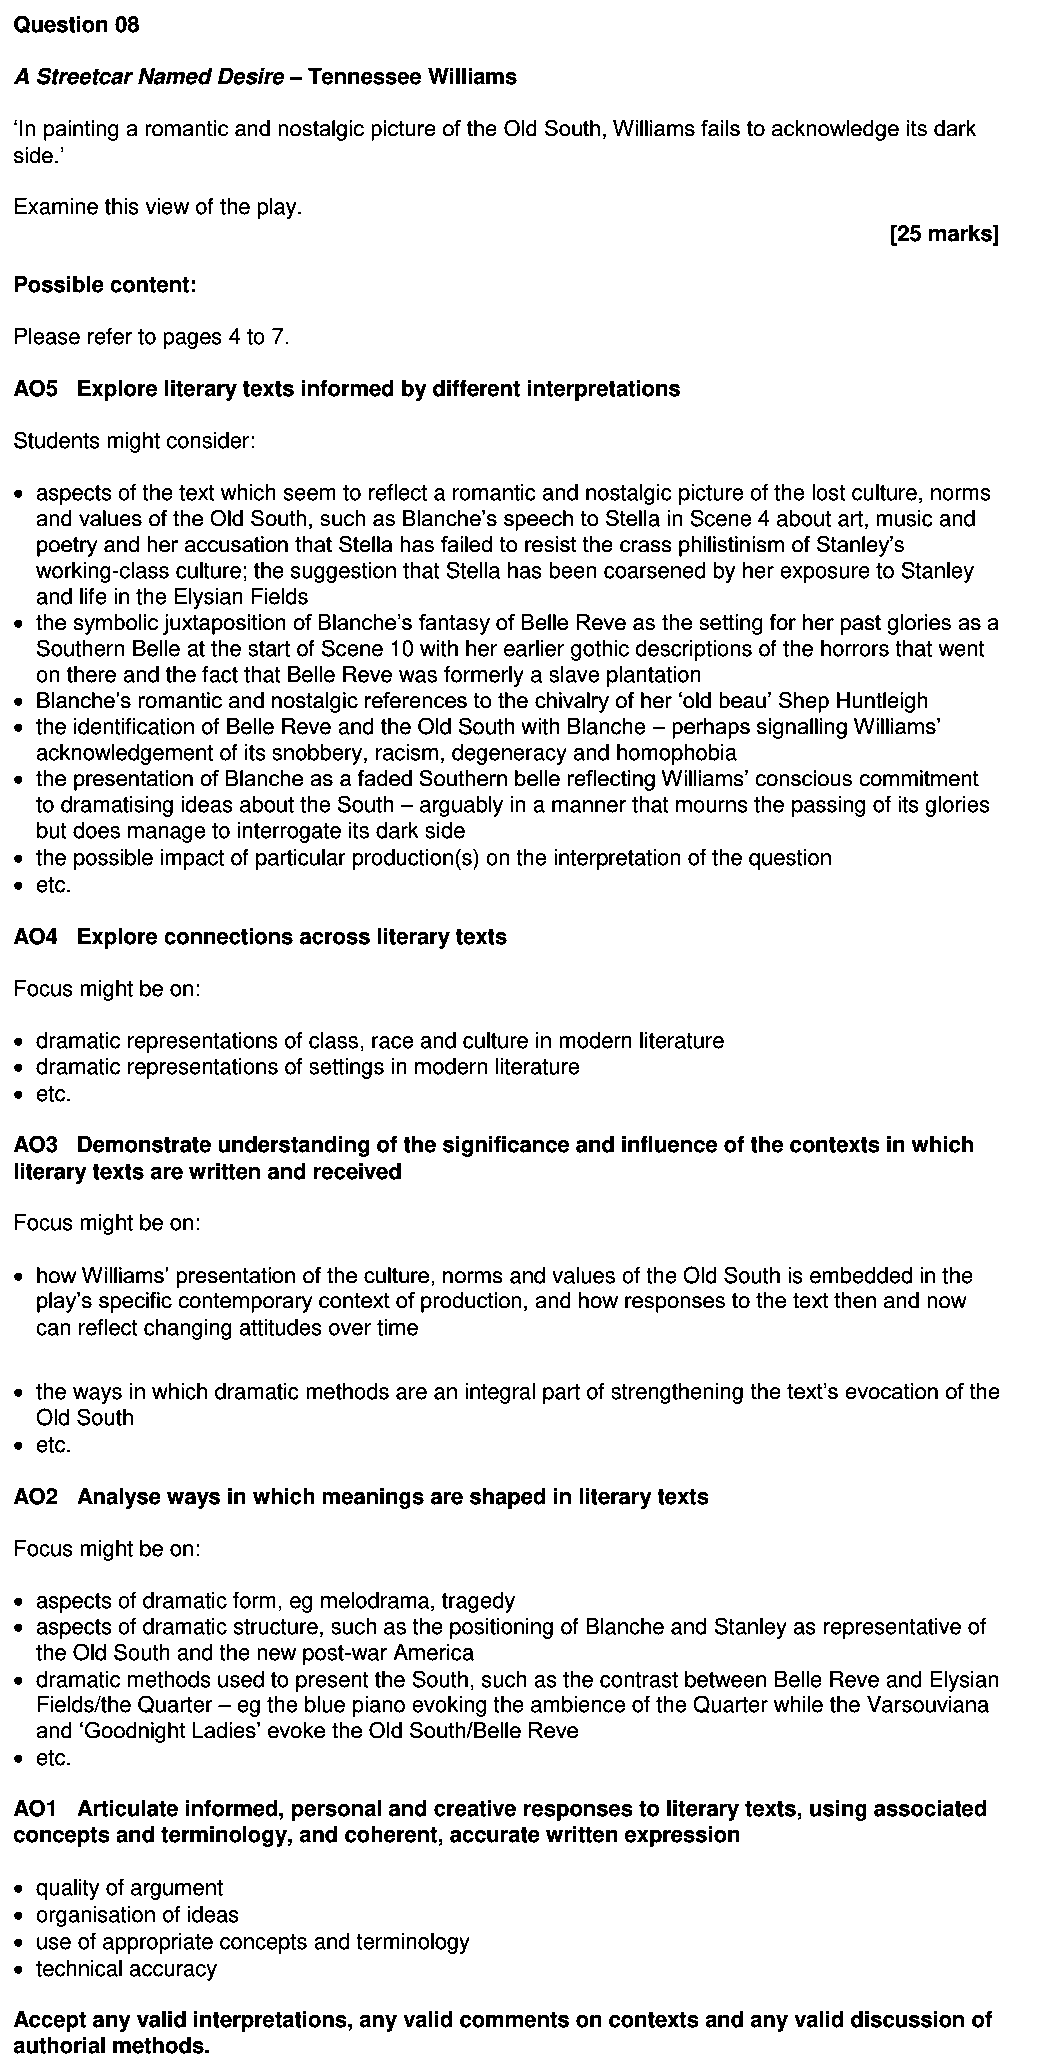 Question 08
A Streetcar Named Desire – Tennessee Williams
‘In painting a romantic and nostalgic picture of the Old South, Williams fails to acknowledge its dark
side.’
Examine this view of the play.
[25 marks]
Possible content:
Please refer to pages 4 to 7.
AO5 Explore literary texts informed by different interpretations
Students might consider:
• aspects of the text which seem to reflect a romantic and nostalgic picture of the lost culture, norms
and values of the Old South, such as Blanche’s speech to Stella in Scene 4 about art, music and
poetry and her accusation that Stella has failed to resist the crass philistinism of Stanley’s
working-class culture; the suggestion that Stella has been coarsened by her exposure to Stanley
and life in the Elysian Fields
• the symbolic juxtaposition of Blanche’s fantasy of Belle Reve as the setting for her past glories as a
Southern Belle at the start of Scene 10 with her earlier gothic descriptions of the horrors that went
on there and the fact that Belle Reve was formerly a slave plantation
• Blanche’s romantic and nostalgic references to the chivalry of her ‘old beau’ Shep Huntleigh
• the identification of Belle Reve and the Old South with Blanche – perhaps signalling Williams’
acknowledgement of its snobbery, racism, degeneracy and homophobia
• the presentation of Blanche as a faded Southern belle reflecting Williams’ conscious commitment
to dramatising ideas about the South – arguably in a manner that mourns the passing of its glories
but does manage to interrogate its dark side
• the possible impact of particular production(s) on the interpretation of the question
• etc.
AO4 Explore connections across literary texts
Focus might be on:
• dramatic representations of class, race and culture in modern literature
• dramatic representations of settings in modern literature
• etc.
AO3 Demonstrate understanding of the significance and influence of the contexts in which
literary texts are written and received
Focus might be on:
• how Williams’ presentation of the culture, norms and values of the Old South is embedded in the
play’s specific contemporary context of production, and how responses to the text then and now
can reflect changing attitudes over time
• the ways in which dramatic methods are an integral part of strengthening the text’s evocation of the
Old South
• etc.
AO2 Analyse ways in which meanings are shaped in literary texts
Focus might be on:
• aspects of dramatic form, eg melodrama, tragedy
• aspects of dramatic structure, such as the positioning of Blanche and Stanley as representative of
the Old South and the new post-war America
• dramatic methods used to present the South, such as the contrast between Belle Reve and Elysian
Fields/the Quarter – eg the blue piano evoking the ambience of the Quarter while the Varsouviana
and ‘Goodnight Ladies’ evoke the Old South/Belle Reve
• etc.
AO1 Articulate informed, personal and creative responses to literary texts, using associated
concepts and terminology, and coherent, accurate written expression
• quality of argument
• organisation of ideas
• use of appropriate concepts and terminology
• technical accuracy
Accept any valid interpretations, any valid comments on contexts and any valid discussion of
authorial methods.